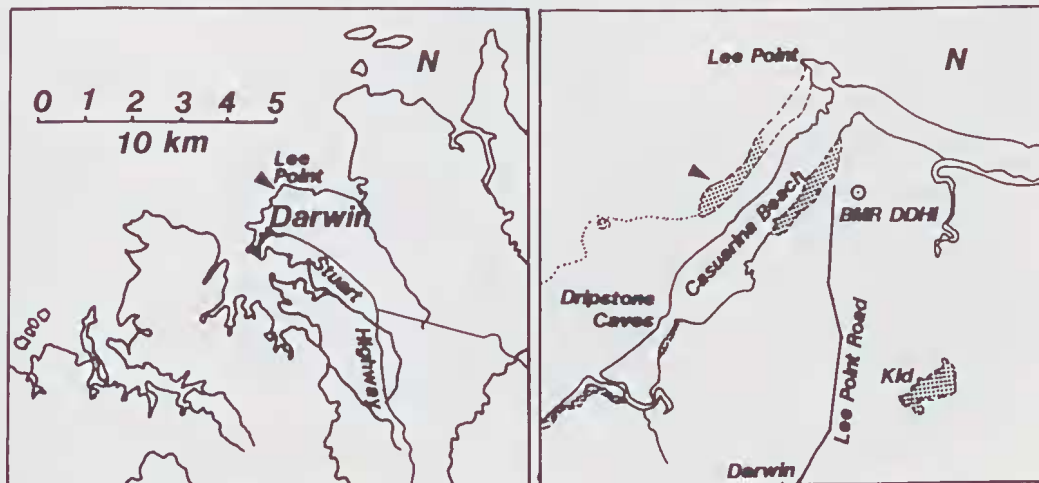 N
0 1 2 3 4 5
10 km
Lee
Point
Darwin
Stuart
Highway
Lee Point
N
Casuarina Beach
BMR DDHI
Dripstone
Caves
Lee Point Road
Kld
Darwin